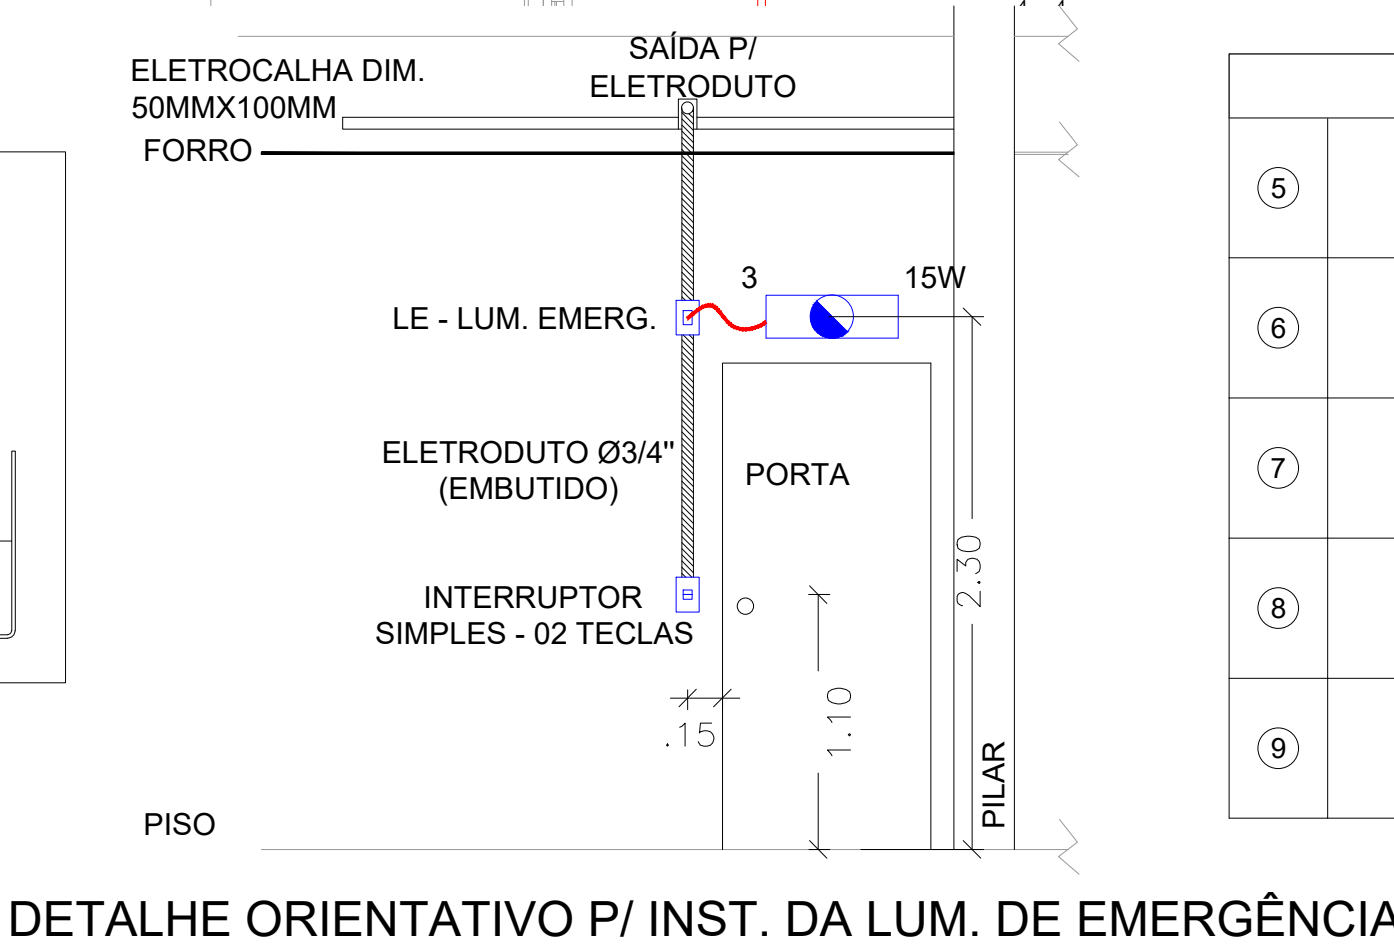 SAÍDA P/
ELETRODUTO
ELETROCALHA DIM.
50MMX100MM
FORRO
3
15W
LE - LUM. EMERG.
ELETRODUTO Ø3/4"
(EMBUTIDO)
PORTA
2.30
INTERRUPTOR
SIMPLES - 02 TECLAS
.15
1.10
PILAR
PISO
5
6
7
8
9
DETALHE ORIENTATIVO P/ INST. DA LUM. DE EMERGÊNCIA